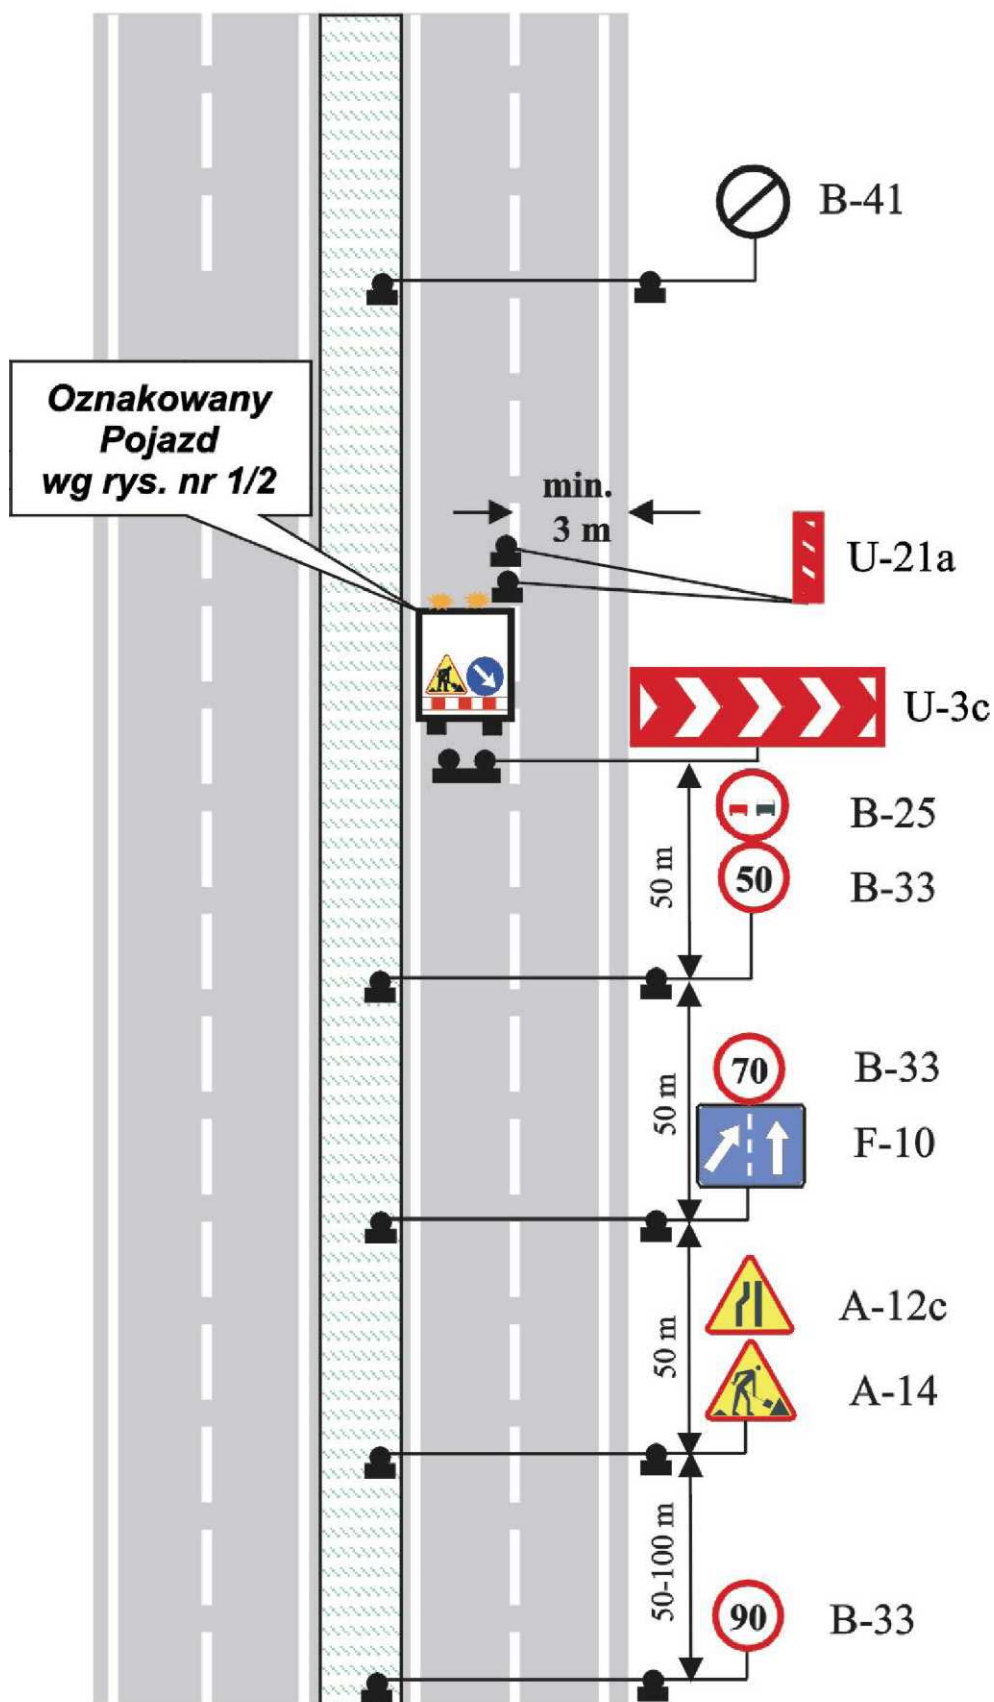 B-41
Oznakowany
Pojazd
wg rys. nr 1/2
min.
3 m
U-21a
U-3c
B-25
50 m
50
B-33
70
B-33
50 m
F-10
A-12c
50 m
A-14
50-100 m
90
B-33